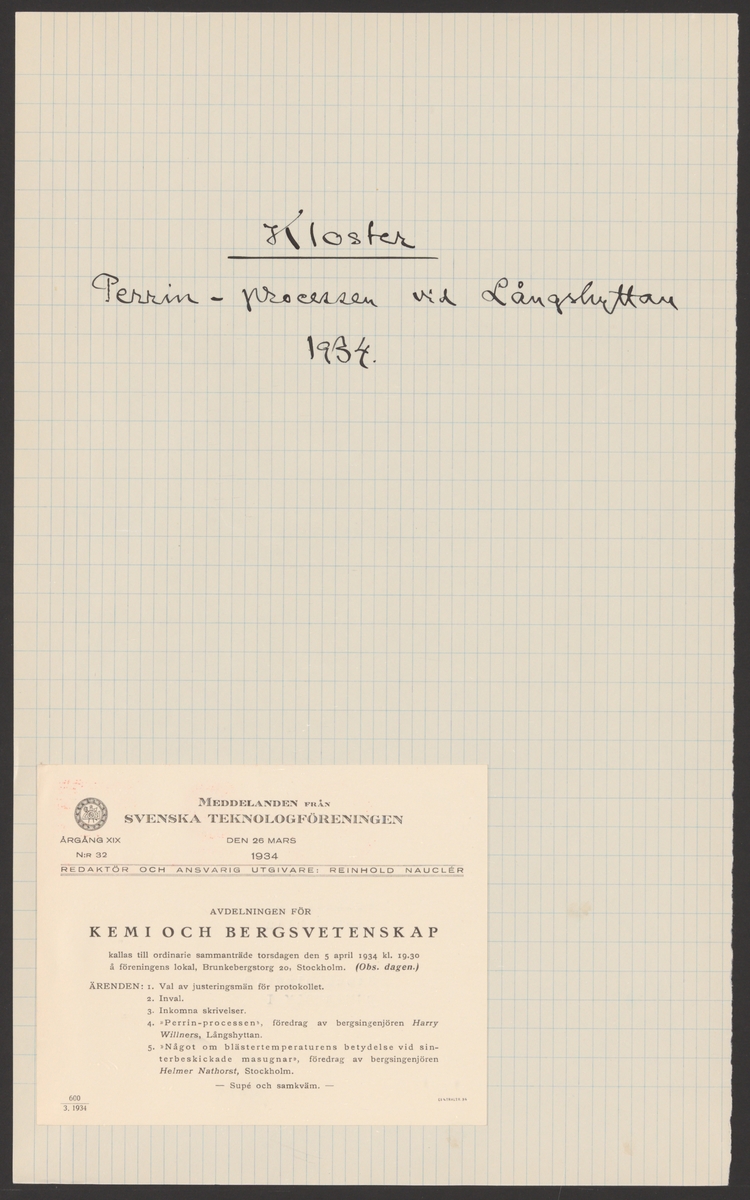 Kloster
Perrin - processen vid Långshyttan
1934.
MEDDELANDEN FRÅN
SVENSKA TEKNOLOGFÖRENINGEN
ÅRGÅNG XIX
DEN 26 MARS
N:R 32
1934
REDAKTÖR OCH ANSVARIG UTGIVARE: REINHOLD NAUCLÉR
AVDELNINGEN FÖR
KEMI OCH BERGSVETENSKAP
kallas till ordinarie sammanträde torsdagen den 5 april 1934 kl. 19.30
å föreningens lokal, Brunkebergstorg 20, Stockholm. (Obs. dagen.)
ÄRENDEN: 1. Val av justeringsmän för protokollet.
2. Inval.
3. Inkomna skrivelser.
4. »Perrin-processen», föredrag av bergsingenjören Harry
Willners, Långshyttan.
5. »Något om blästertemperaturens betydelse vid sin-
terbeskickade masugnar», föredrag av bergsingenjören
Helmer Nathorst, Stockholm.
— Supé och samkväm. —
600
3. 1934